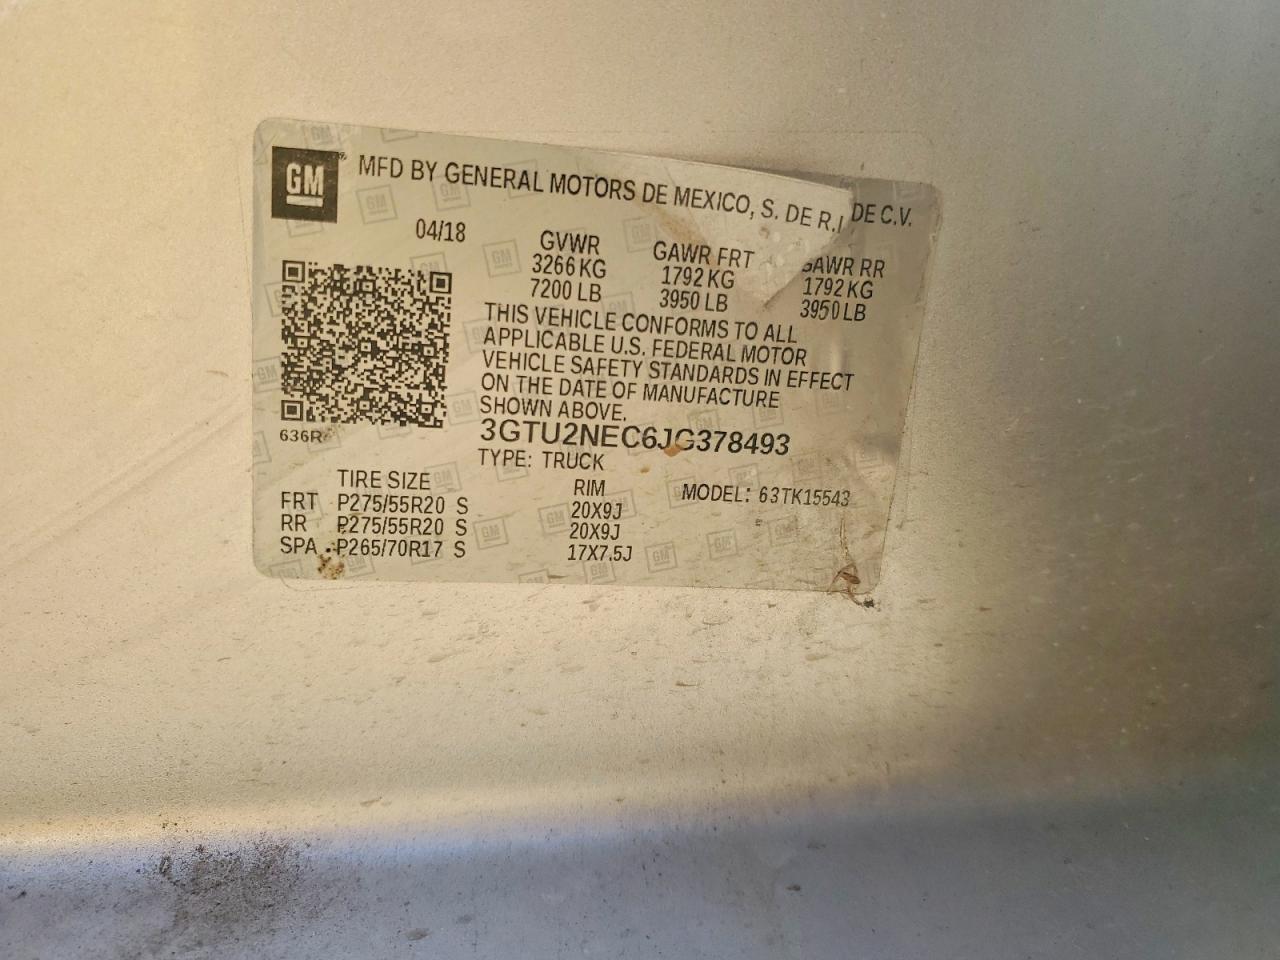 GM MFD BY GENERAL MOTORS DE MEXICO, S. DE R.L DE C.V.
04/18
GVWR GAWR FRT GAWR RR
3266 KG 1792 KG 1792 KG
7200 LB 3950 LB 3950 LB
THIS VEHICLE CONFORMS TO ALL
APPLICABLE U.S. FEDERAL MOTOR
VEHICLE SAFETY STANDARDS IN EFFECT
ON THE DATE OF MANUFACTURE
SHOWN ABOVE.
636R
3GTU2NEC6JG378493
TYPE: TRUCK
TIRE SIZE RIM MODEL: 63TK15543
FRT P275/55R20 S 20X9J
RR P275/55R20 S 20X9J
SPA P265/70R17 S 17X7.5J